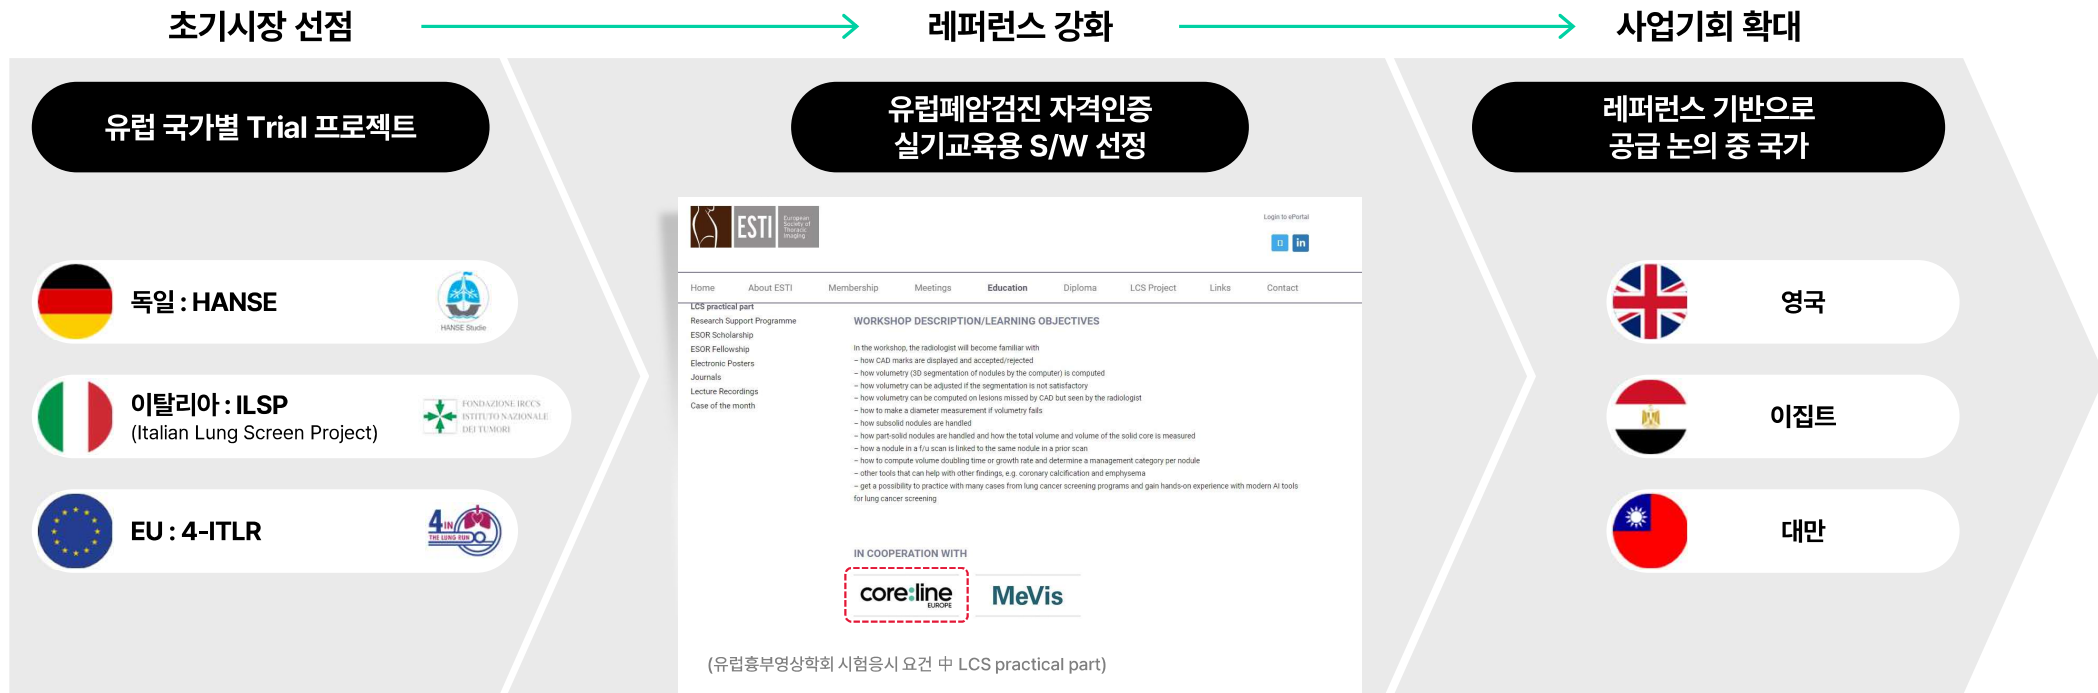 초기시장 선점
레퍼런스 강화
사업기회 확대
유럽 국가별 Trial 프로젝트
독일 : HANSE
HANSE Studie
이탈리아 : ILSP
(Italian Lung Screen Project)
FONDAZIONE IRCCS
ISTITUTO NAZIONALE
DEI TUMORI
EU : 4-ITLR
4 IN
THE LUNG RUN
유럽폐암검진 자격인증
실기교육용 S/W 선정
ESTI
European
Society of
Thoracic
Imaging
Login to ePortal
in
Home About ESTI Membership Meetings Education Diploma LCS Project Links Contact
LCS practical part
Research Support Programme
ESOR Scholarship
ESOR Fellowship
Electronic Posters
Journals
Lecture Recordings
Case of the month
WORKSHOP DESCRIPTION/LEARNING OBJECTIVES
In the workshop, the radiologist will become familiar with
– how CAD marks are displayed and accepted/rejected
– how volumetry (3D segmentation of nodules by the computer) is computed
– how volumetry can be adjusted if the segmentation is not satisfactory
– how volumetry can be computed on lesions missed by CAD but seen by the radiologist
– how to make a diameter measurement if volumetry fails
– how subsolid nodules are handled
– how part-solid nodules are handled and how the total volume and volume of the solid core is measured
– how a nodule in a f/u scan is linked to the same nodule in a prior scan
– how to compute volume doubling time or growth rate and determine a management category per nodule
– other tools that can help with other findings, e.g. coronary calcification and emphysema
– get a possibility to practice with many cases from lung cancer screening programs and gain hands-on experience with modern AI tools
for lung cancer screening
IN COOPERATION WITH
core:line
EUROPE
MeVis
(유럽흉부영상학회 시험응시 요건 中 LCS practical part)
레퍼런스 기반으로
공급 논의 중 국가
영국
이집트
대만